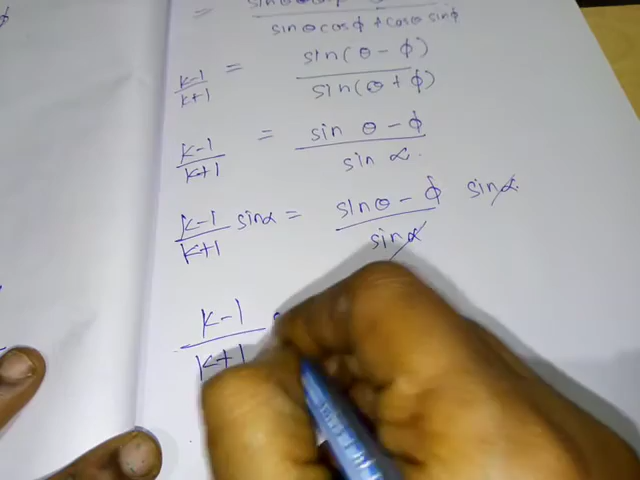 = sinθcosφ
sinθcosφ + cosθ sinφ
k-1/k+1 = sin(θ-φ)/sin(θ+φ)
k-1/k+1 = sin θ-φ/sin α.
k-1/k+1 sinα = sinθ-φ/sinα sinα
k-1/k+1